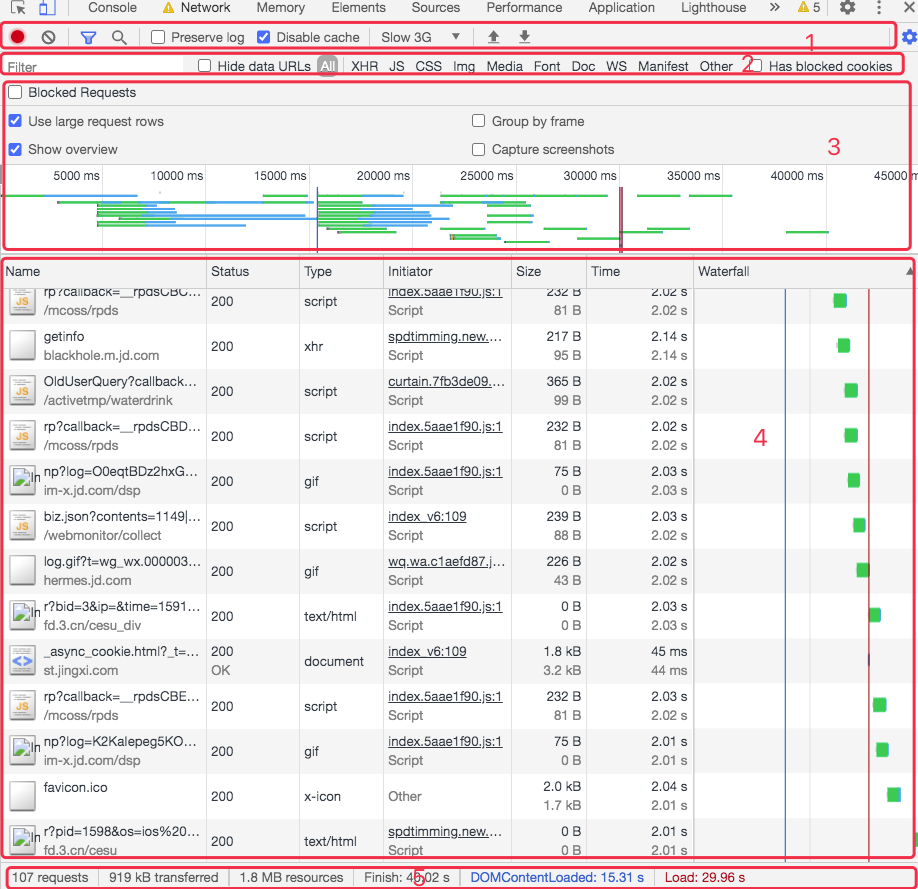 Console Network Memory Elements Sources Performance Application Lighthouse » 5
Preserve log Disable cache Slow 3G 1
Filter Hide data URLs All XHR JS CSS Img Media Font Doc WS Manifest Other 2 Has blocked cookies
Blocked Requests
Use large request rows Group by frame
Show overview Capture screenshots 3
5000 ms 10000 ms 15000 ms 20000 ms 25000 ms 30000 ms 35000 ms 40000 ms 45000 m
Name Status Type Initiator Size Time Waterfall
rp?callback=__rpdsCBC... 200 script index.5aae1f90.js:1 232 B 2.02 s
/mcoss/rpds Script 81 B 2.02 s
getinfo 200 xhr spdtimming.new.... 217 B 2.14 s
blackhole.m.jd.com Script 95 B 2.14 s
OldUserQuery?callback... 200 script curtain.7fb3de09.... 365 B 2.02 s
/activetmp/waterdrink Script 99 B 2.02 s
rp?callback=__rpdsCBD... 200 script index.5aae1f90.js:1 232 B 2.02 s
/mcoss/rpds Script 81 B 2.02 s
4
np?log=O0eqtBDz2hxG... 200 gif index.5aae1f90.js:1 75 B 2.03 s
im-x.jd.com/dsp Script 0 B 2.03 s
biz.json?contents=1149|... 200 script index_v6:109 239 B 2.03 s
/webmonitor/collect Script 88 B 2.03 s
log.gif?t=wg_wx.000003... 200 gif wq.wa.c1aefd87.j... 226 B 2.02 s
hermes.jd.com Script 43 B 2.02 s
r?bid=3&ip=&time=1591... 200 text/html index.5aae1f90.js:1 0 B 2.03 s
fd.3.cn/cesu_div Script 0 B 2.03 s
_async_cookie.html?_t=... 200 document index_v6:109 1.8 kB 45 ms
st.jingxi.com OK Script 3.2 kB 44 ms
rp?callback=__rpdsCBE... 200 script index.5aae1f90.js:1 232 B 2.03 s
/mcoss/rpds Script 81 B 2.02 s
np?log=K2Kalepeg5KO... 200 gif index.5aae1f90.js:1 75 B 2.01 s
im-x.jd.com/dsp Script 0 B 2.01 s
favicon.ico 200 x-icon Other 2.0 kB 2.04 s
1.7 kB 2.01 s
r?pid=1598&os=ios%20... 200 text/html spdtimming.new.... 0 B 2.01 s
fd.3.cn/cesu Script 0 B 2.01 s
107 requests 919 kB transferred 1.8 MB resources Finish: 5 DOMContentLoaded: 15.31 s Load: 29.96 s